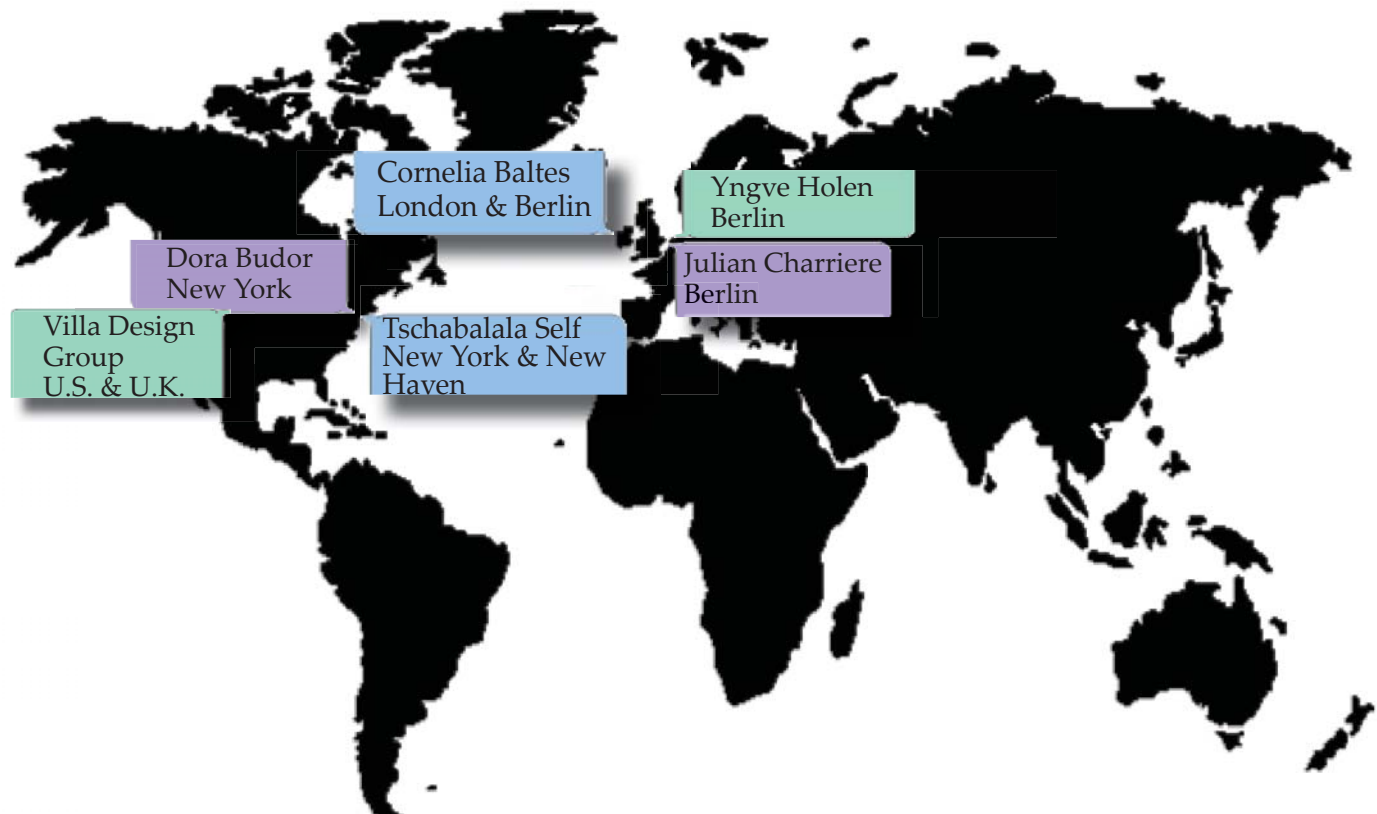 Cornelia Baltes
London & Berlin
Yngve Holen
Berlin
Dora Budor
New York
Julian Charriere
Berlin
Villa Design
Group
U.S. & U.K.
Tschabalala Self
New York & New
Haven